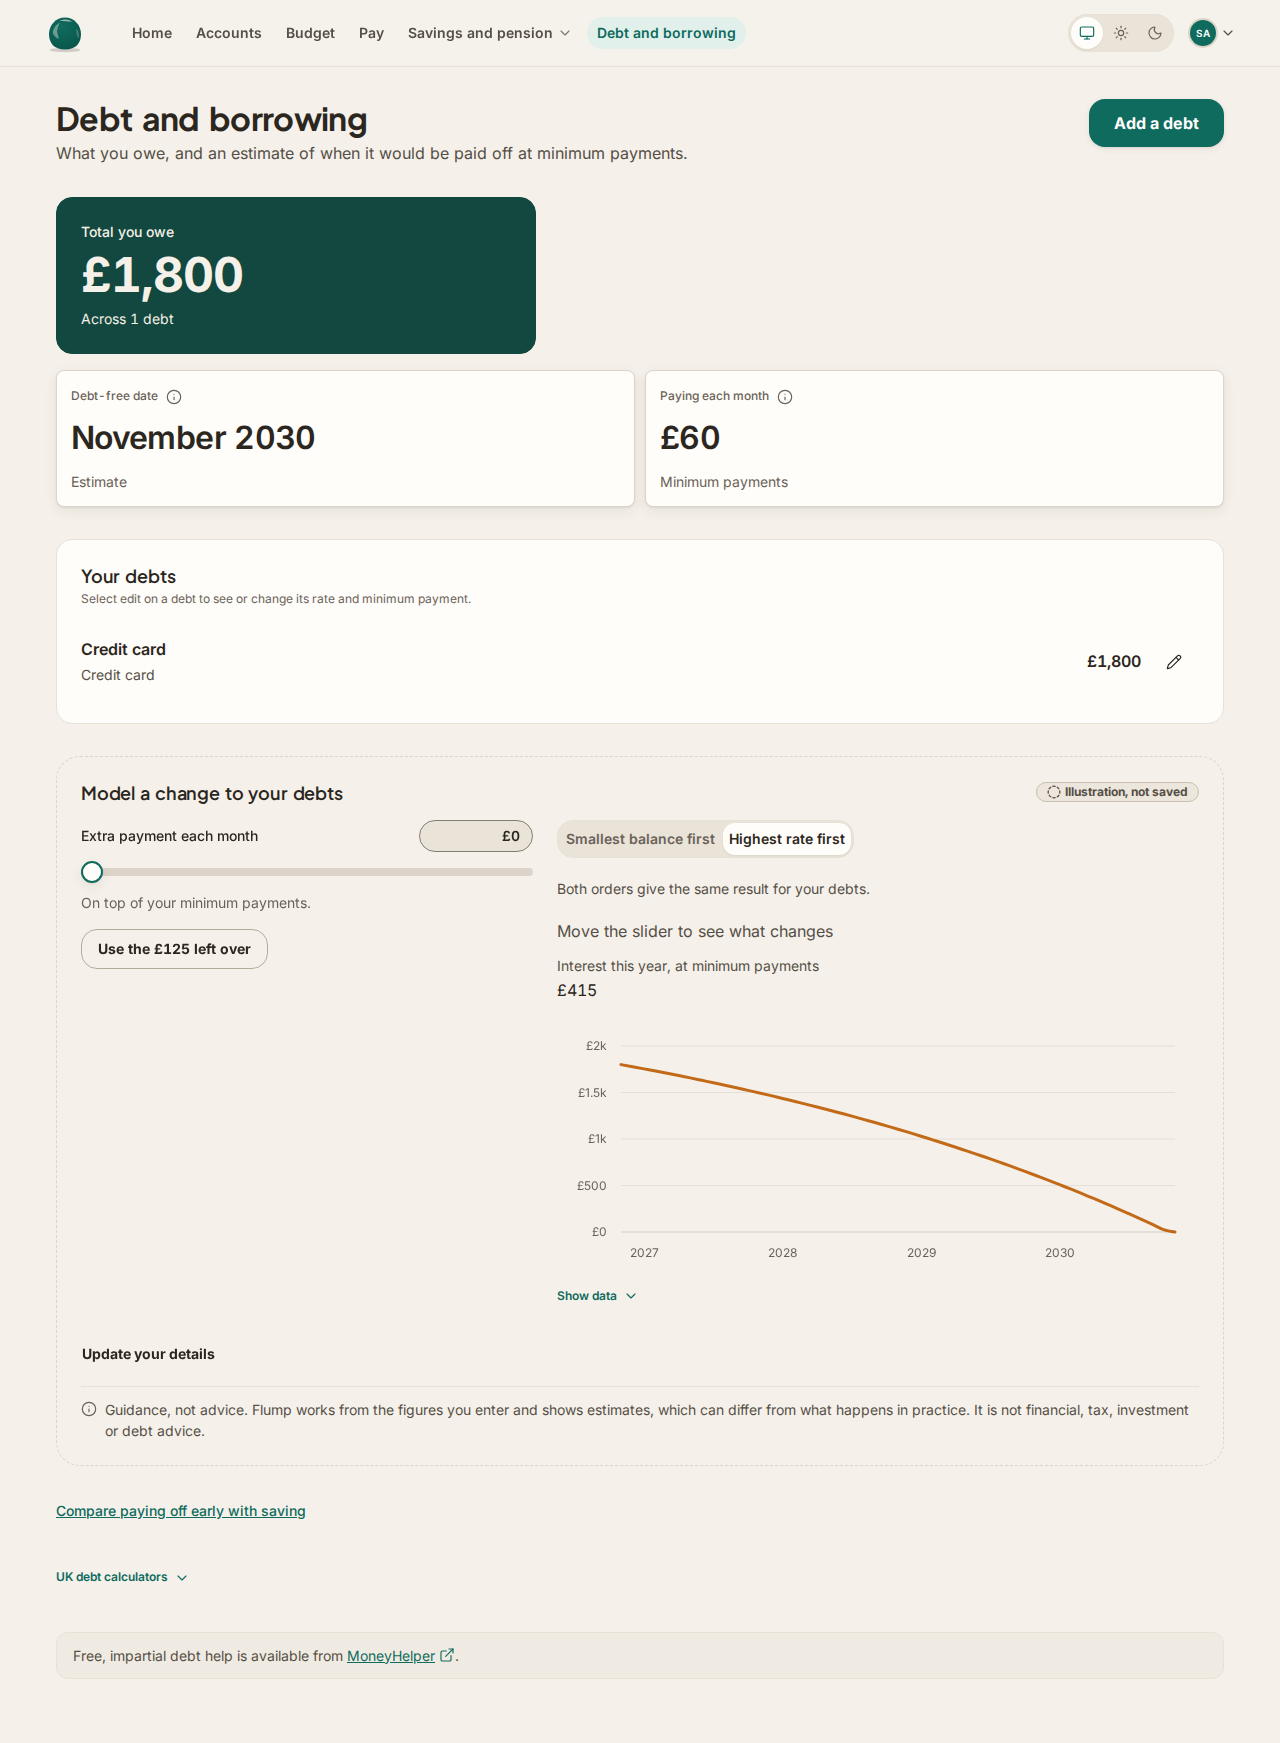 Home Accounts Budget Pay Savings and pension Debt and borrowing SA
Debt and borrowing
Add a debt
What you owe, and an estimate of when it would be paid off at minimum payments.
Total you owe
£1,800
Across 1 debt
Debt-free date
November 2030
Estimate
Paying each month
£60
Minimum payments
Your debts
Select edit on a debt to see or change its rate and minimum payment.
Credit card
Credit card
£1,800
Model a change to your debts
Illustration, not saved
Extra payment each month
£0
On top of your minimum payments.
Use the £125 left over
Smallest balance first Highest rate first
Both orders give the same result for your debts.
Move the slider to see what changes
Interest this year, at minimum payments
£415
£2k
£1.5k
£1k
£500
£0
2027 2028 2029 2030
Show data
Update your details
Guidance, not advice. Flump works from the figures you enter and shows estimates, which can differ from what happens in practice. It is not financial, tax, investment
or debt advice.
Compare paying off early with saving
UK debt calculators
Free, impartial debt help is available from MoneyHelper.